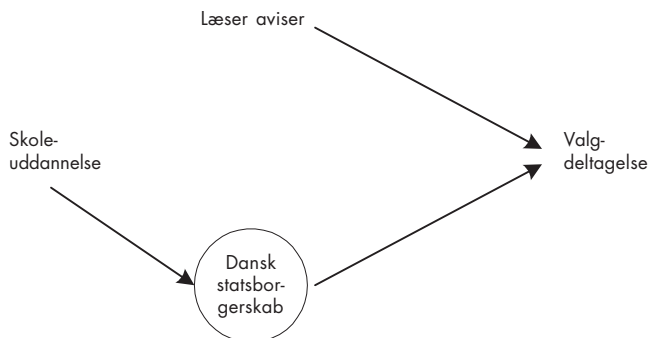 Læser aviser
Skole-
uddannelse
Valg-
deltagelse
Dansk
statsbor-
gerskab